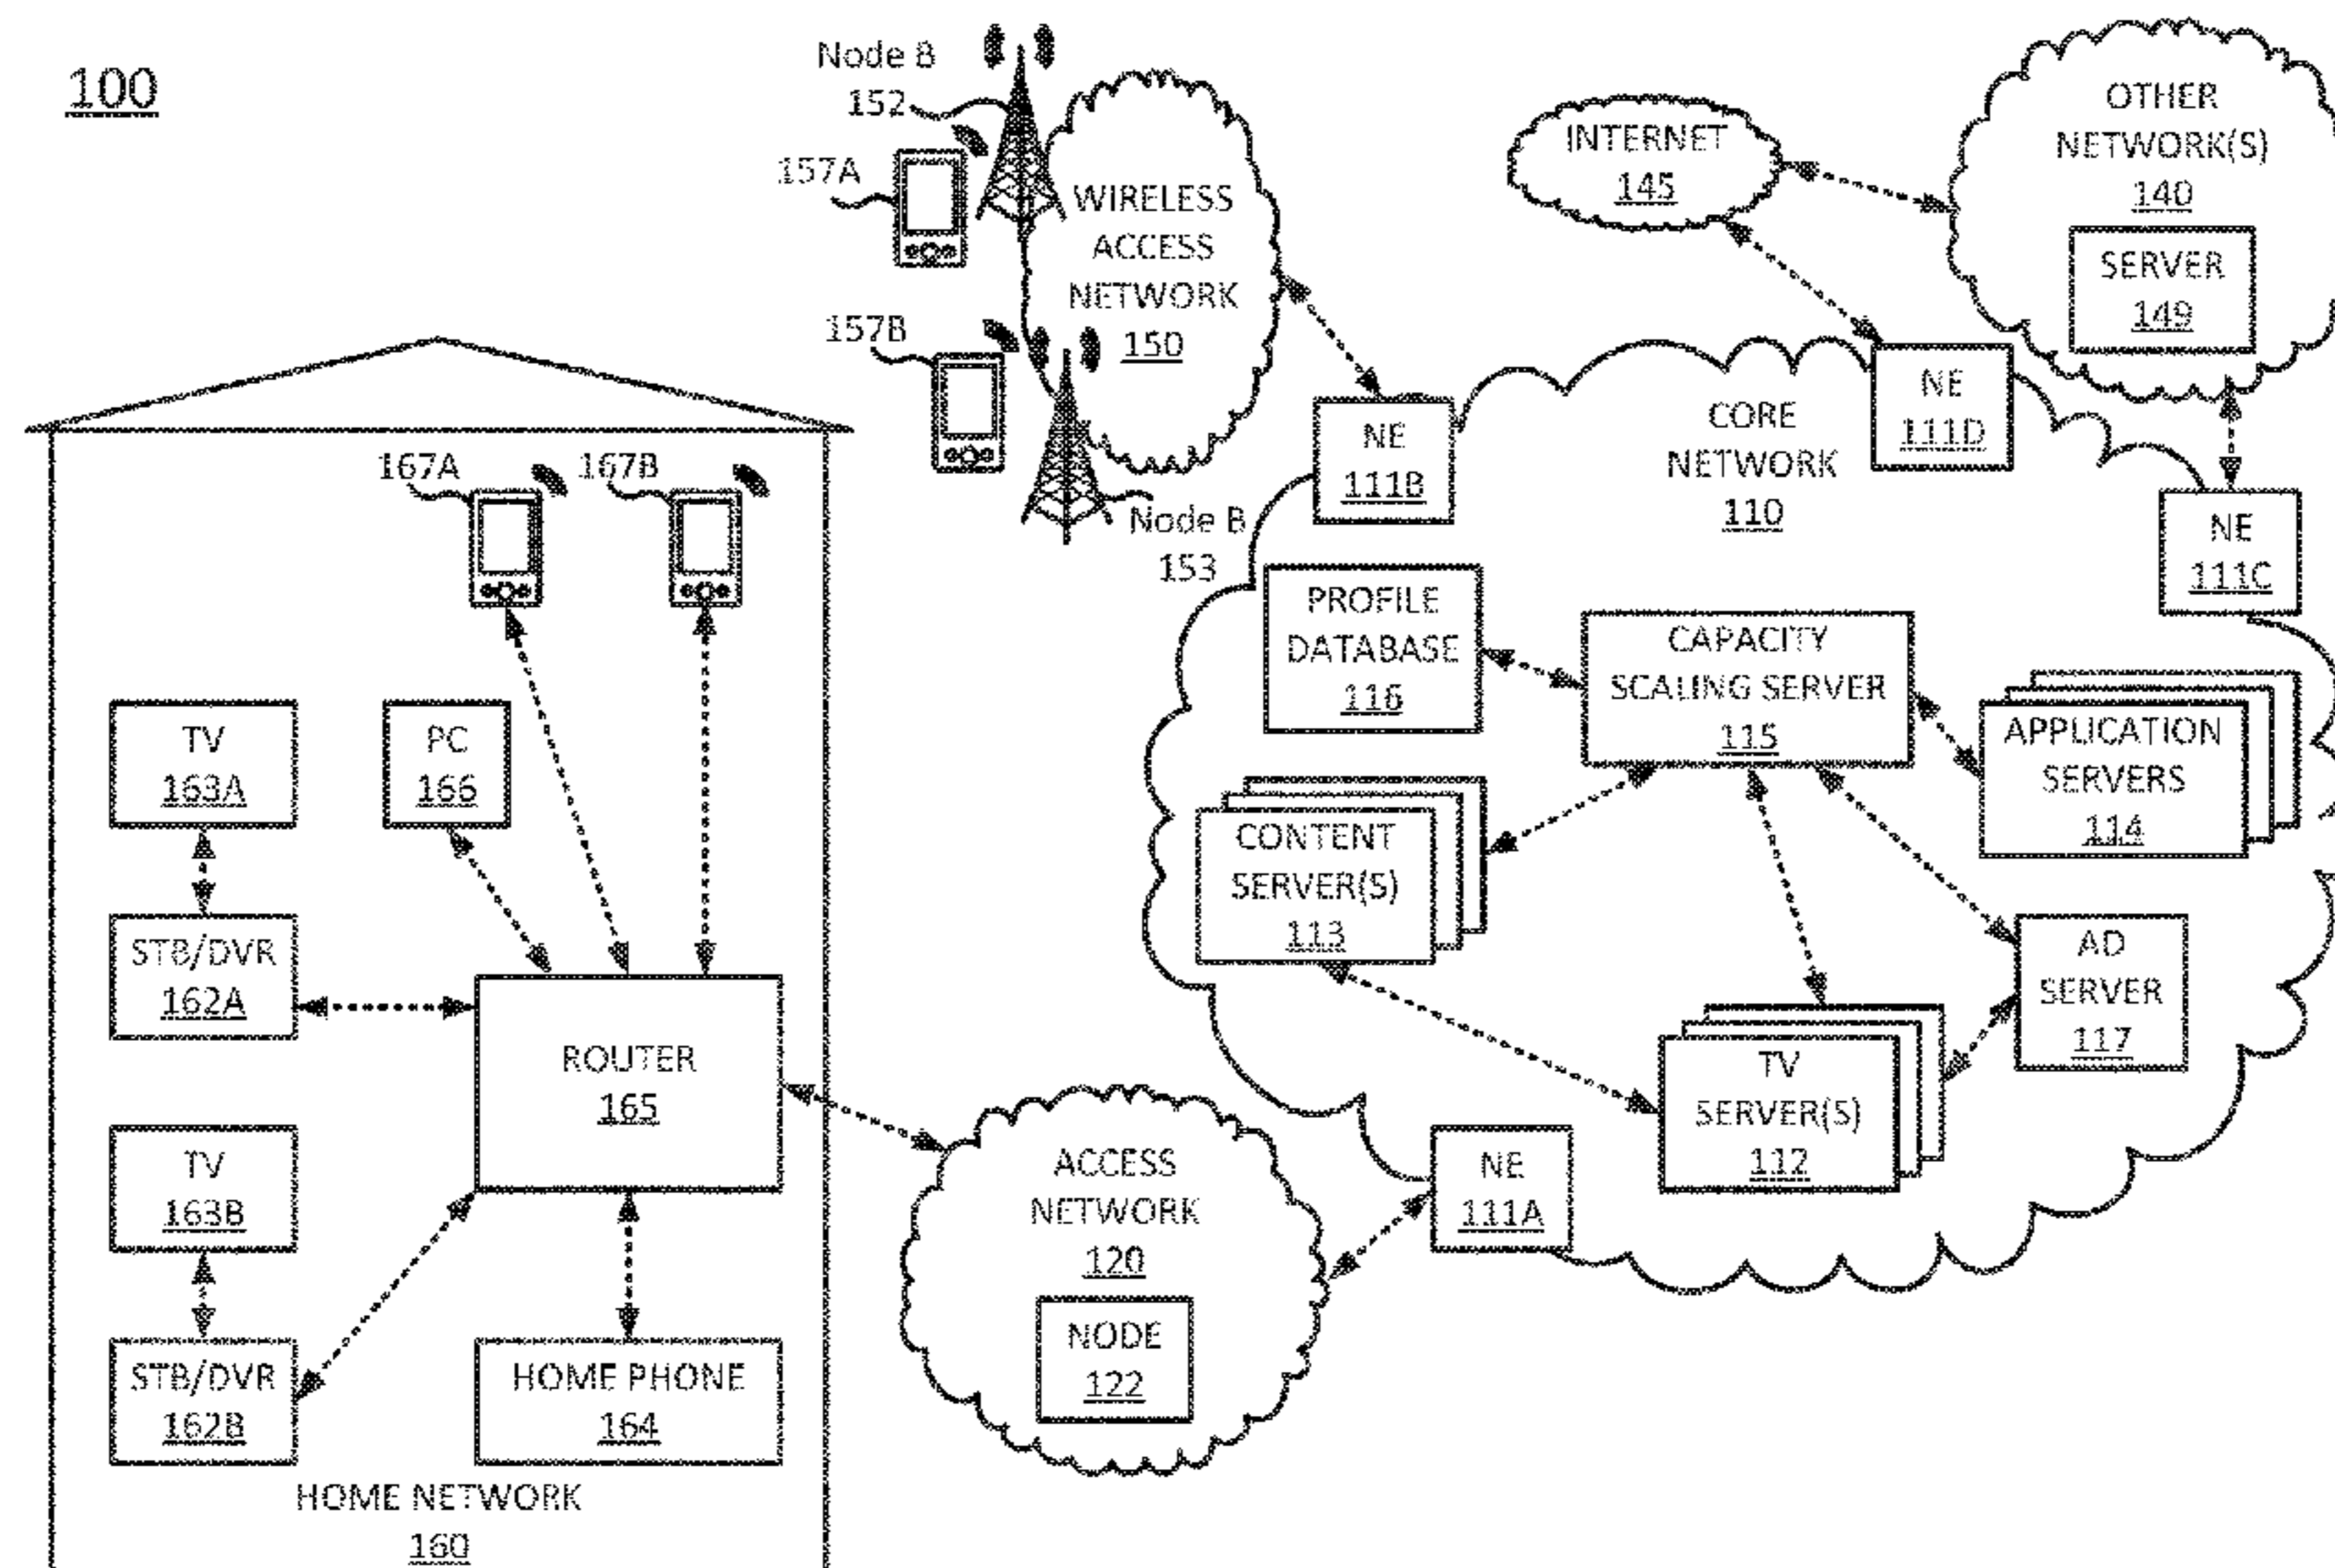 100
Node B
152
157A
WIRELESS
ACCESS
NETWORK
150
157B
Node B
153
INTERNET
145
OTHER
NETWORK(S)
140
SERVER
149
NE
111B
CORE
NETWORK
110
NE
111D
NE
111C
PROFILE
DATABASE
116
CAPACITY
SCALING SERVER
115
APPLICATION
SERVERS
114
CONTENT
SERVER(S)
113
AD
SERVER
117
TV
SERVER(S)
112
NE
111A
167A
167B
TV
163A
PC
166
STB/DVR
162A
ROUTER
165
TV
163B
STB/DVR
162B
HOME PHONE
164
HOME NETWORK
160
ACCESS
NETWORK
120
NODE
122